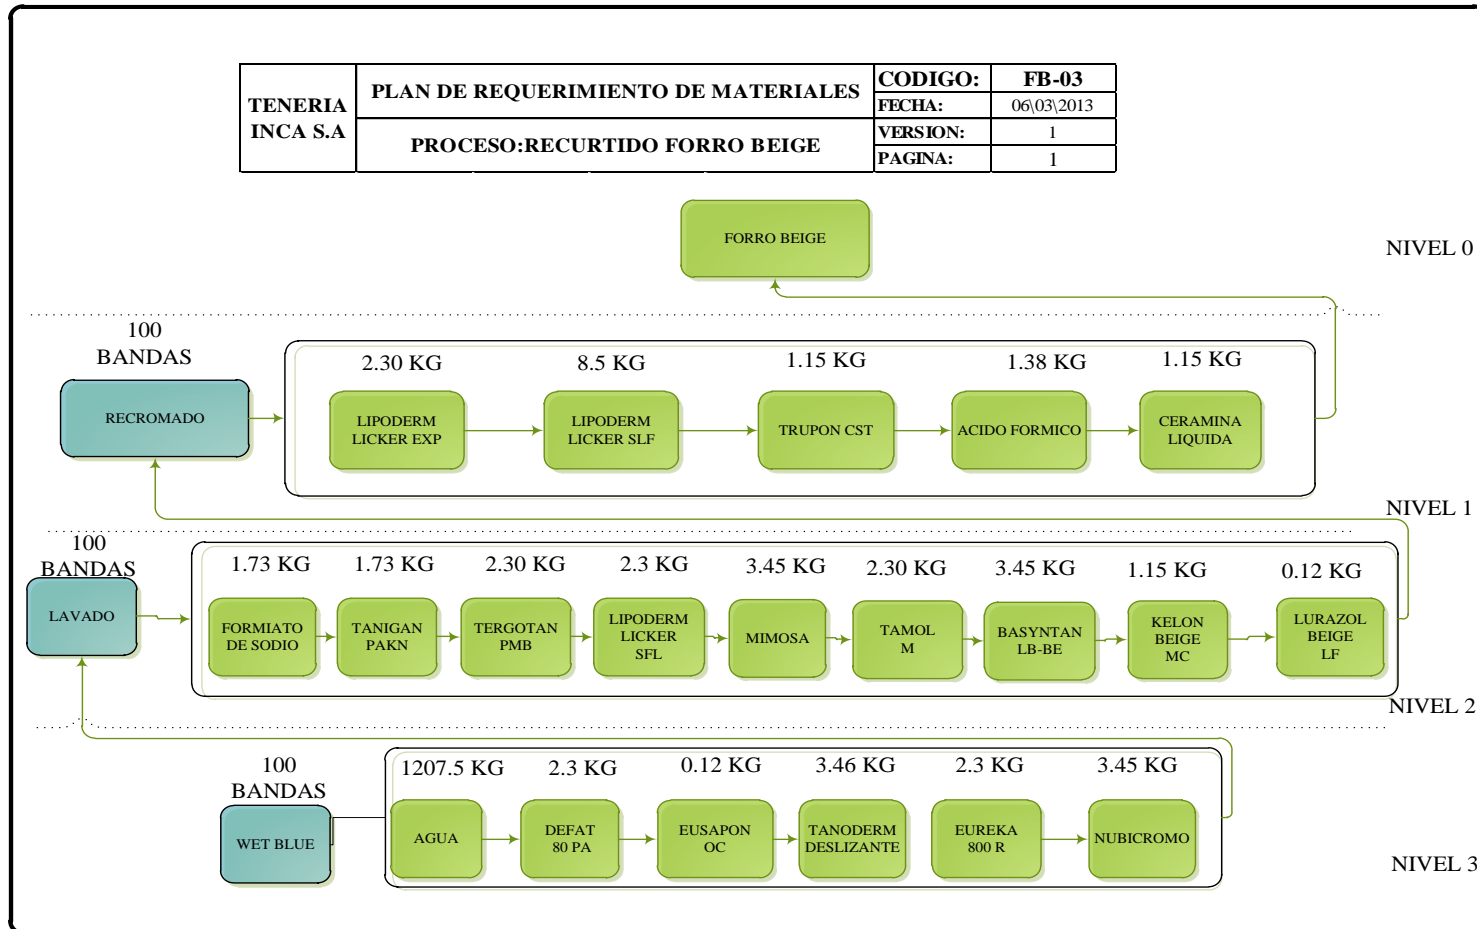 TENERIA
INCA S.A
PLAN DE REQUERIMIENTO DE MATERIALES
PROCESO:RECURTIDO FORRO BEIGE
CODIGO: FB-03
FECHA: 06\03\2013
VERSION: 1
PAGINA: 1
FORRO BEIGE
NIVEL 0
100
BANDAS
RECROMADO
2.30 KG
8.5 KG
1.15 KG
1.38 KG
1.15 KG
LIPODERM
LICKER EXP
LIPODERM
LICKER SLF
TRUPON CST
ACIDO FORMICO
CERAMINA
LIQUIDA
NIVEL 1
100
BANDAS
LAVADO
1.73 KG
1.73 KG
2.30 KG
2.3 KG
3.45 KG
2.30 KG
3.45 KG
1.15 KG
0.12 KG
FORMIATO
DE SODIO
TANIGAN
PAKN
TERGOTAN
PMB
LIPODERM
LICKER
SFL
MIMOSA
TAMOL
M
BASYNTAN
LB-BE
KELON
BEIGE
MC
LURAZOL
BEIGE
LF
NIVEL 2
100
BANDAS
WET BLUE
1207.5 KG
2.3 KG
0.12 KG
3.46 KG
2.3 KG
3.45 KG
AGUA
DEFAT
80 PA
EUSAPON
OC
TANODERM
DESLIZANTE
EUREKA
800 R
NUBICROMO
NIVEL 3